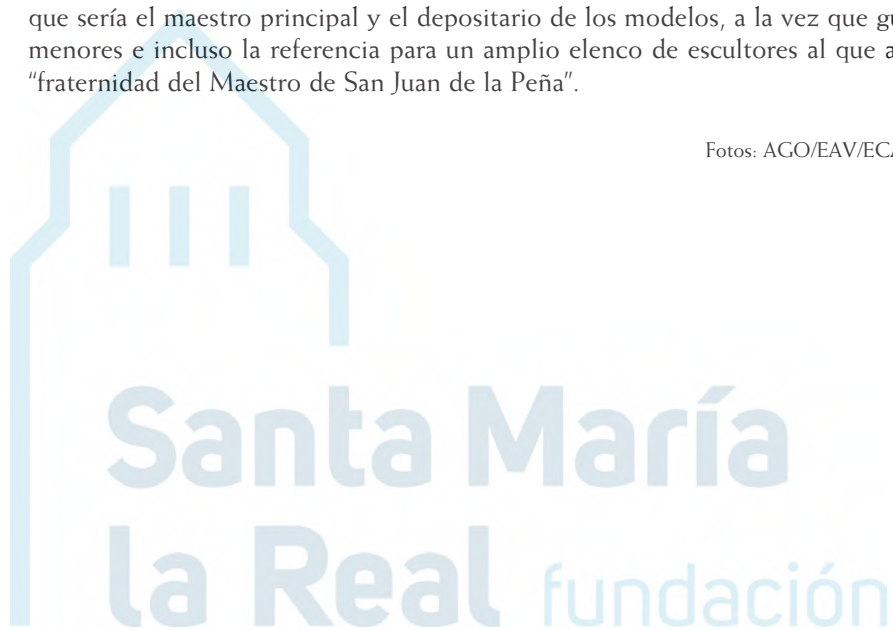 que sería el maestro principal y el depositario de los modelos, a la vez que
menores e incluso la referencia para un amplio elenco de escultores al que
“fraternidad del Maestro de San Juan de la Peña”.
Fotos: AGO/EAV/
Santa María
la Real fundación